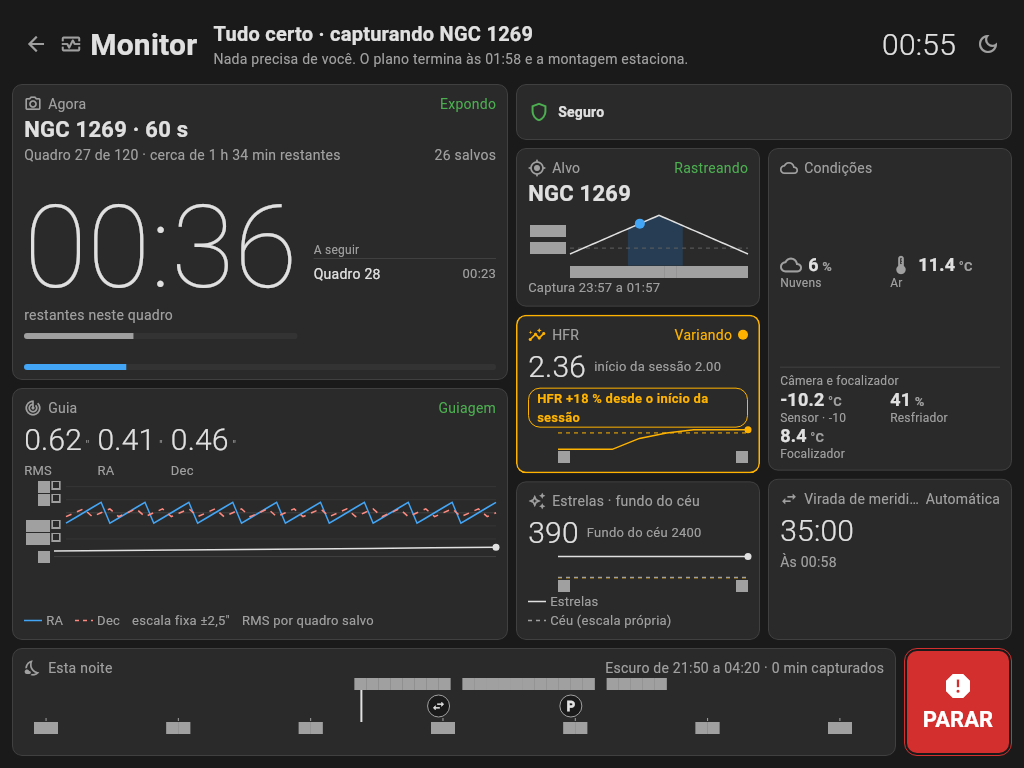 Monitor
Tudo certo · capturando NGC 1269
Nada precisa de você. O plano termina às 01:58 e a montagem estaciona.
00:55
Agora
Expondo
NGC 1269 · 60 s
Quadro 27 de 120 · cerca de 1 h 34 min restantes
26 salvos
00:36
A seguir
Quadro 28
00:23
restantes neste quadro
Seguro
Alvo
Rastreando
NGC 1269
Captura 23:57 a 01:57
Condições
6 %
Nuvens
11.4 °C
Ar
Câmera e focalizador
-10.2 °C
41 %
Sensor · -10
Resfriador
8.4 °C
Focalizador
HFR
Variando
2.36
início da sessão 2.00
HFR +18 % desde o início da
sessão
Guia
Guiagem
0.62 "
0.41 "
0.46 "
RMS
RA
Dec
RA
Dec
escala fixa ±2,5"
RMS por quadro salvo
Estrelas · fundo do céu
390
Fundo do céu 2400
Estrelas
Céu (escala própria)
Virada de meridi...
Automática
35:00
Às 00:58
Esta noite
Escuro de 21:50 a 04:20 · 0 min capturados
P
PARAR